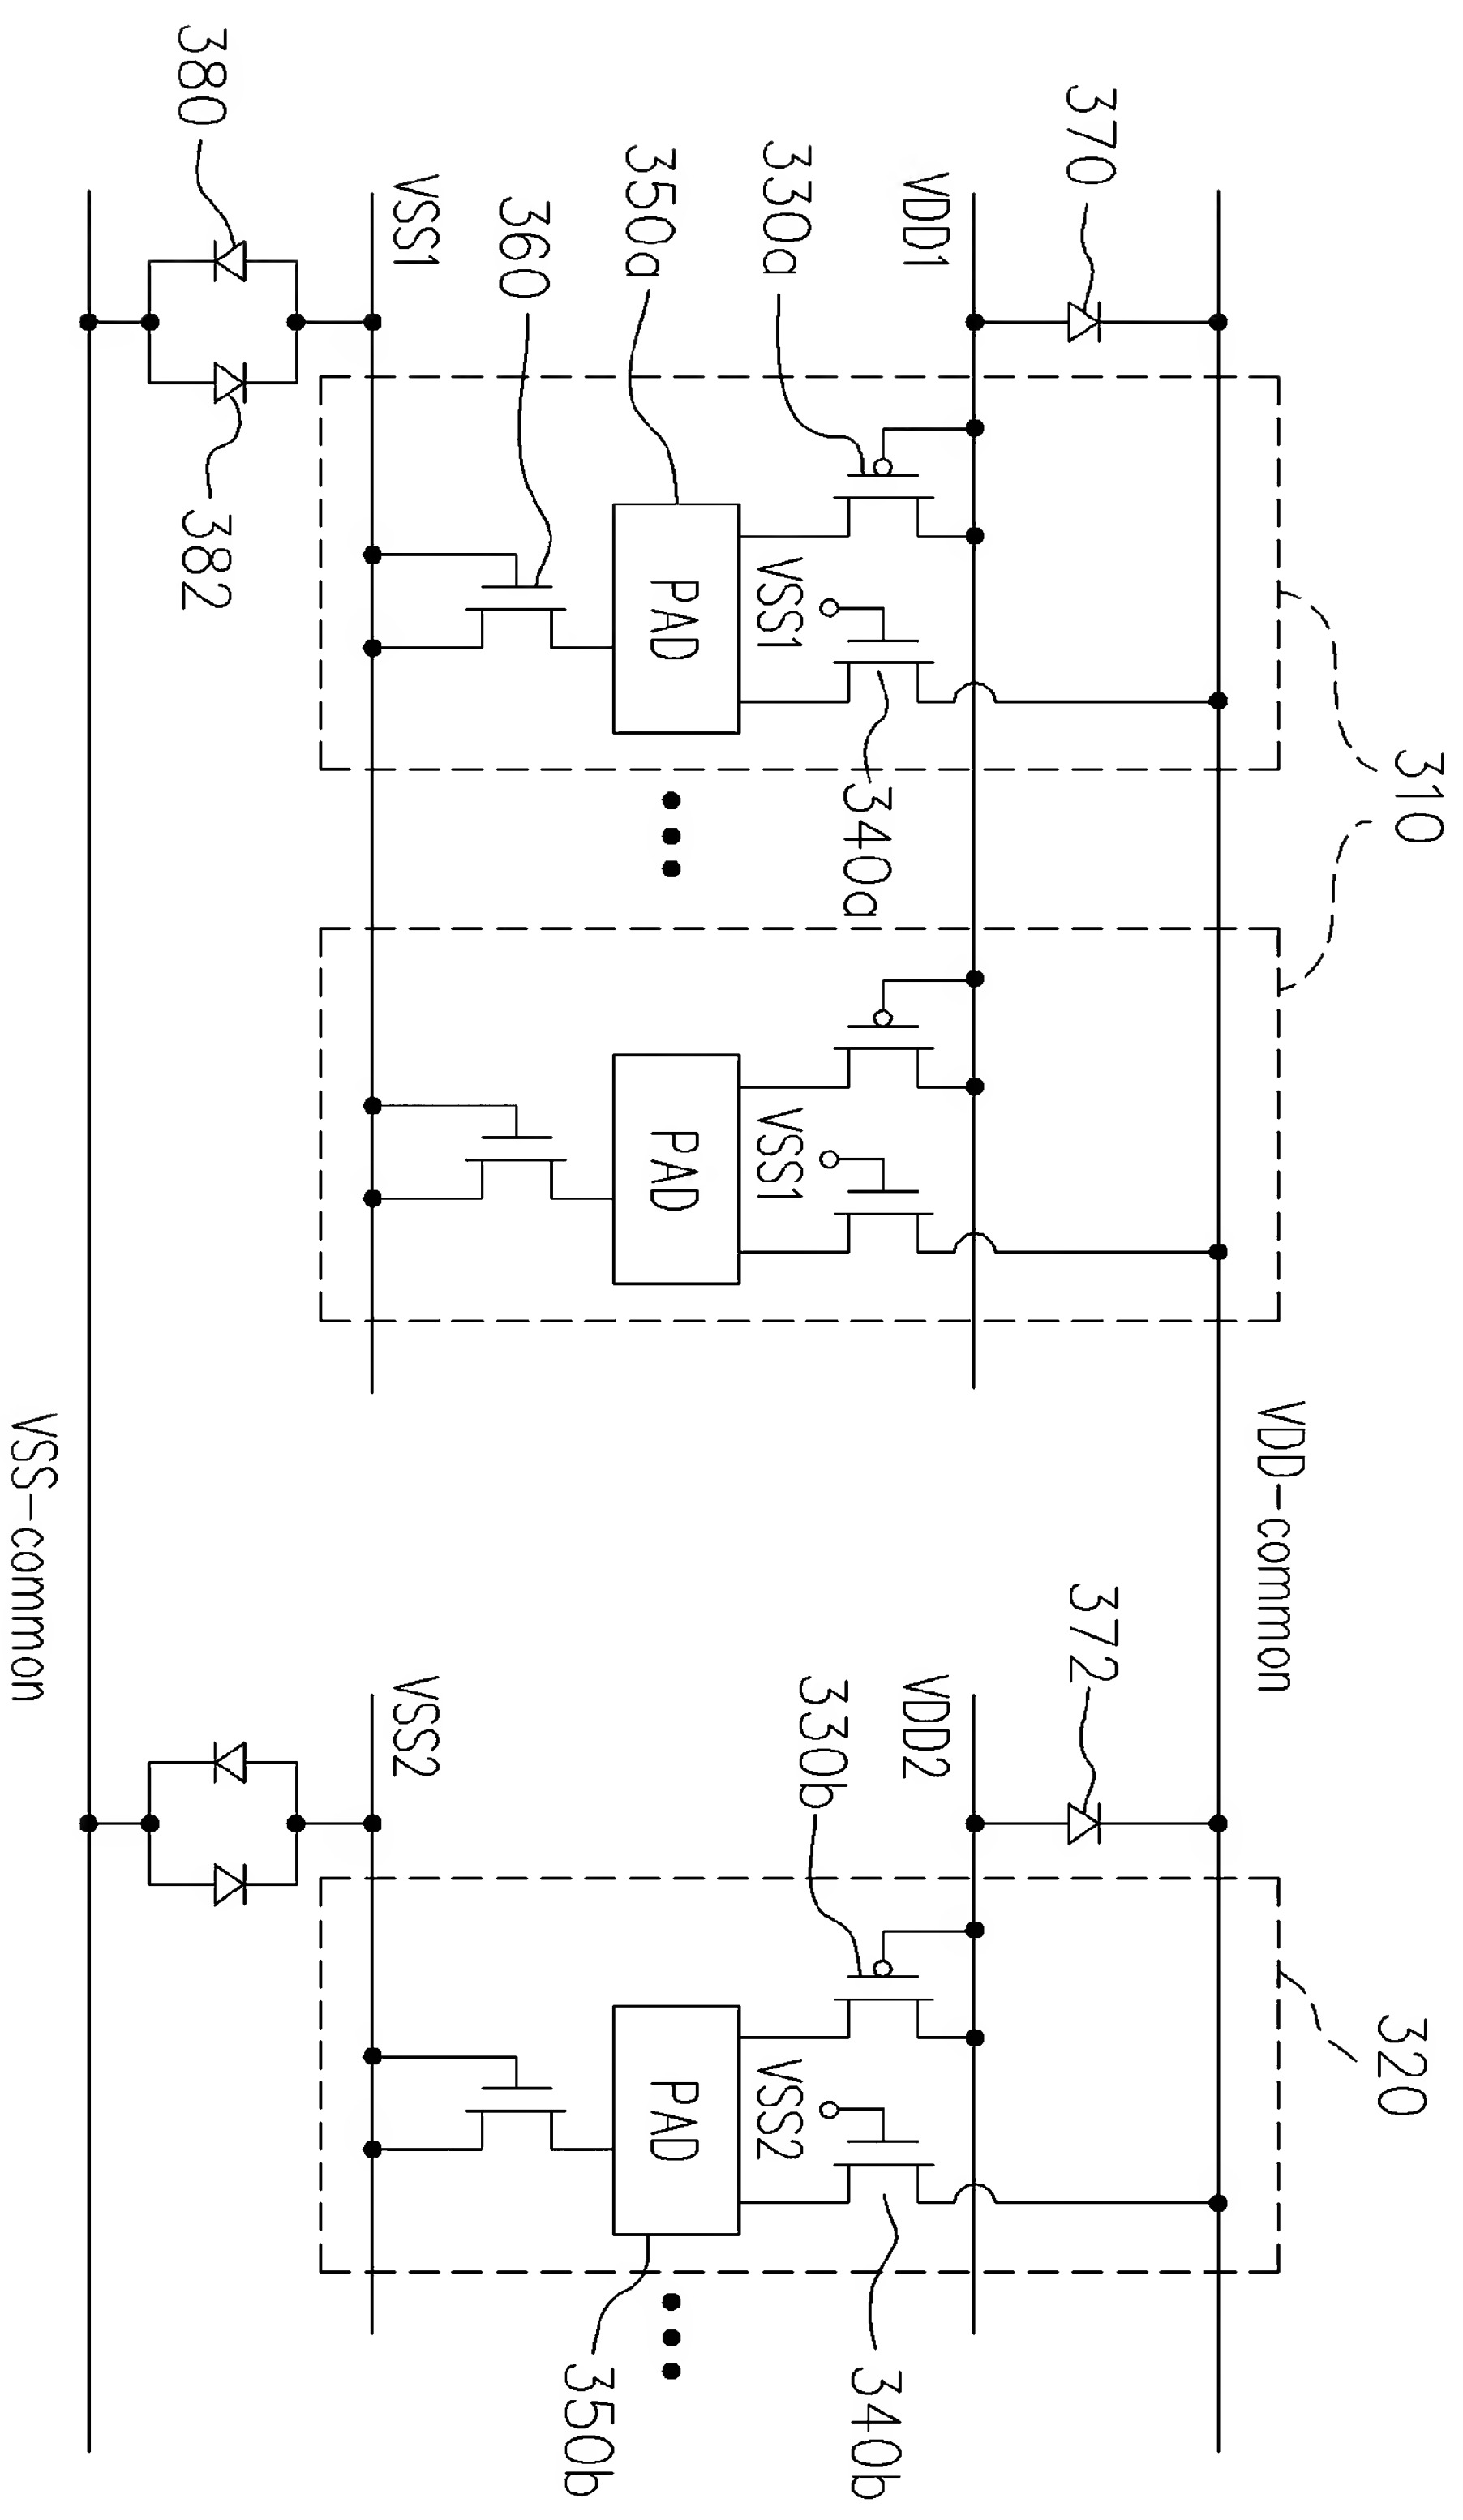 310
320
VDD-common
370
372
VDD1
VDD2
340a
340b
330a
330b
VSS1
VSS1
VSS2
PAD
PAD
PAD
350a
350b
360
VSS1
VSS2
380
382
VSS-common